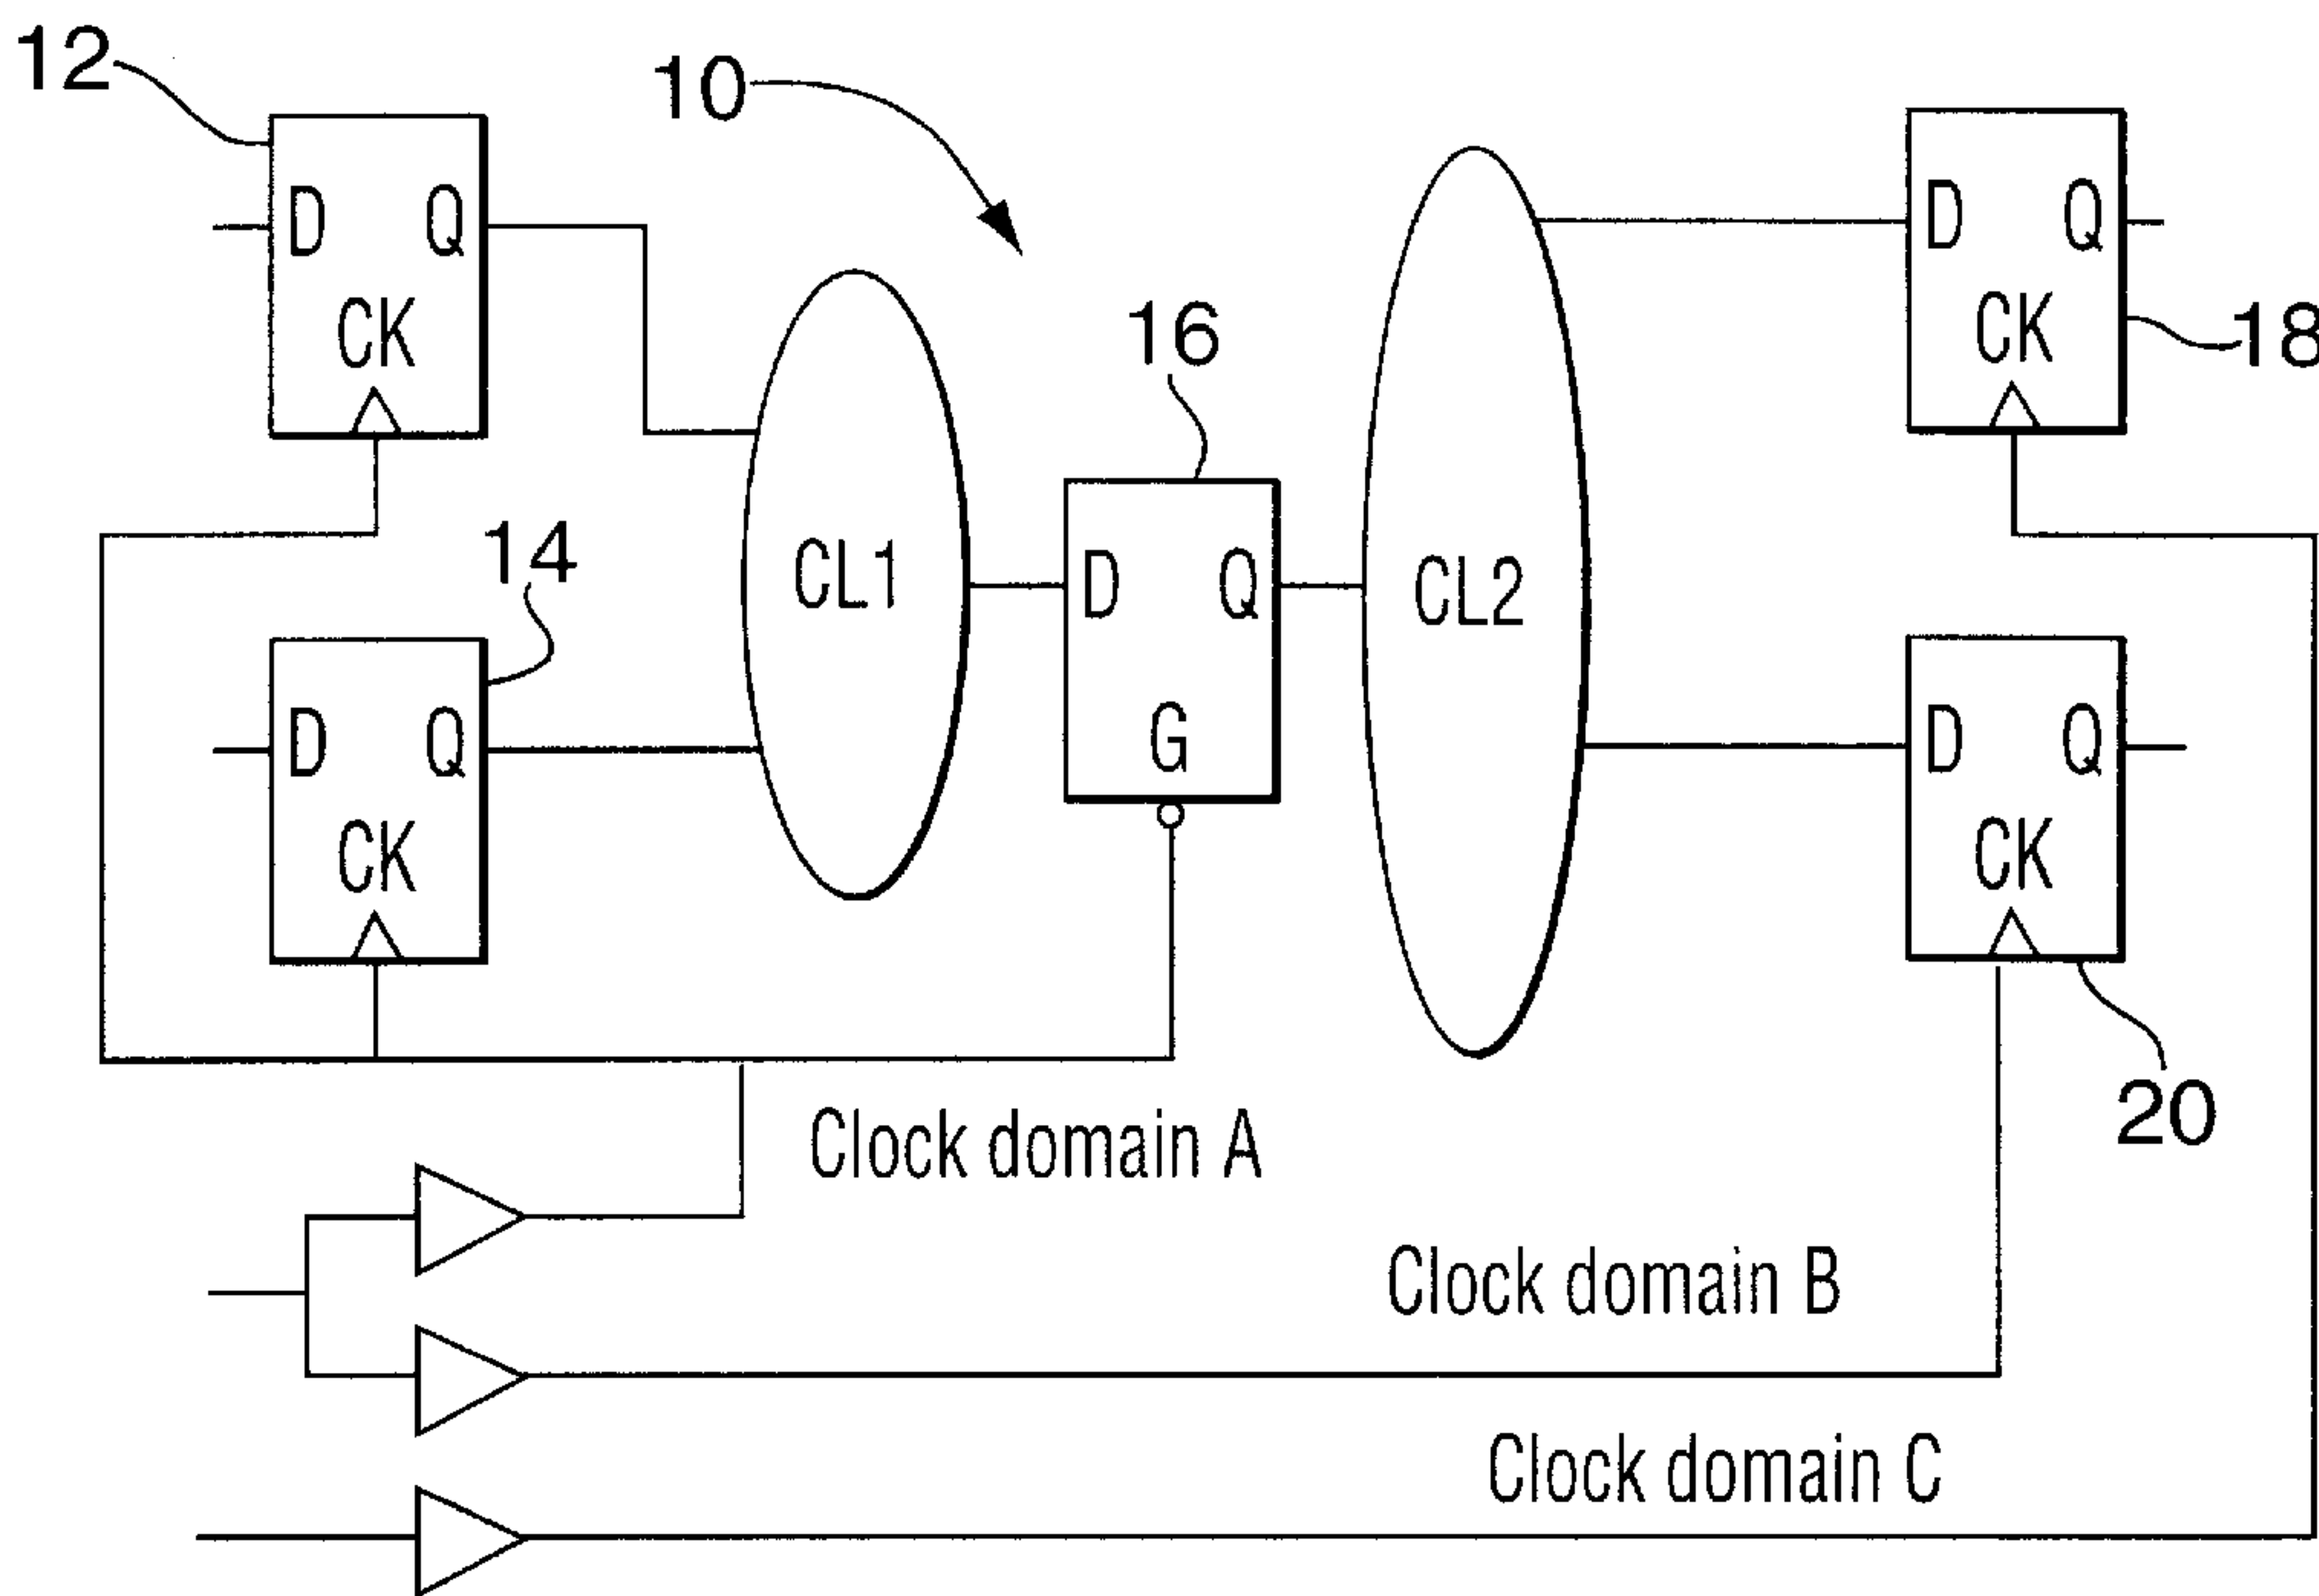 12
10
D Q
CK
D Q
CK
18
16
14
CL1
D Q
G
CL2
D Q
CK
D Q
CK
20
Clock domain A
Clock domain B
Clock domain C